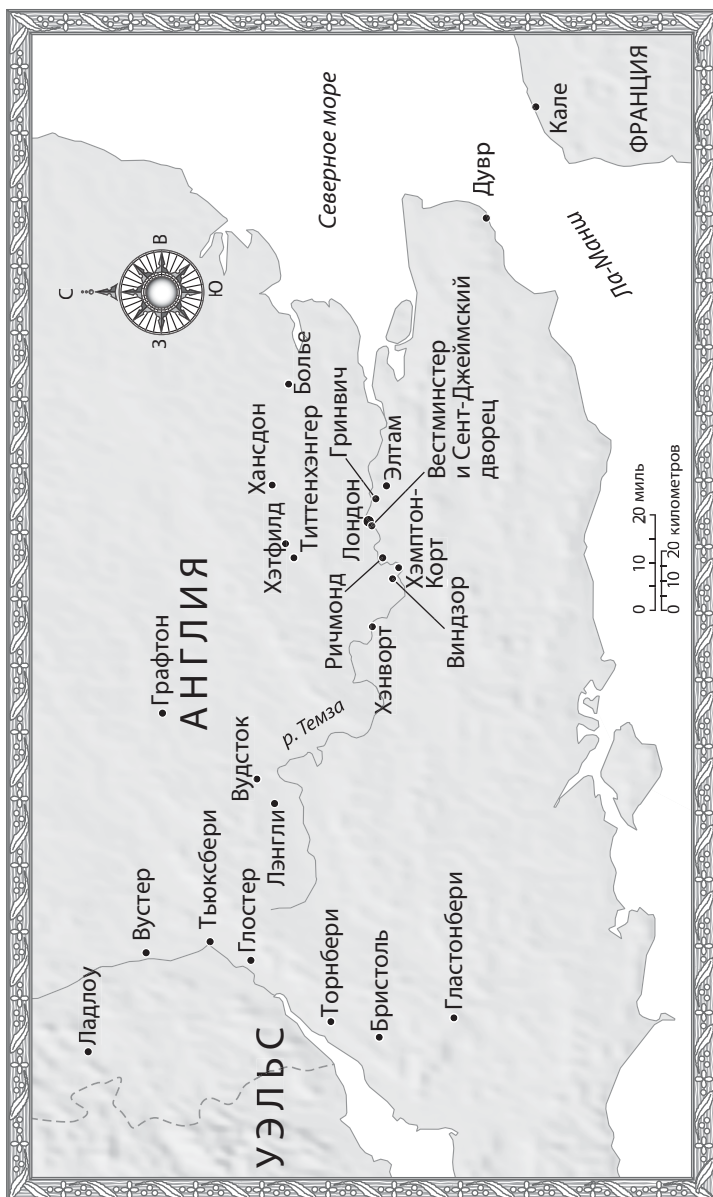 С
З
В
Ю
Северное море
Ладлоу
Вустер
Графтон
АНГЛИЯ
Тьюксбери
Глостер
УЭЛЬС
Вудсток
Лэнгли
Хансдон
Хэтфилд
Титтенхэнгер
Болье
р. Темза
Торнбери
Бристоль
Гластонбери
Ричмонд
Лондон
Гринвич
Хэнворт
Элтам
Хэмптон-
Корт
Виндзор
Вестминстер
и Сент-Джеймский
дворец
Дувр
Кале
ФРАНЦИЯ
Ла-Манш
0 10 20 миль
0 10 20 километров